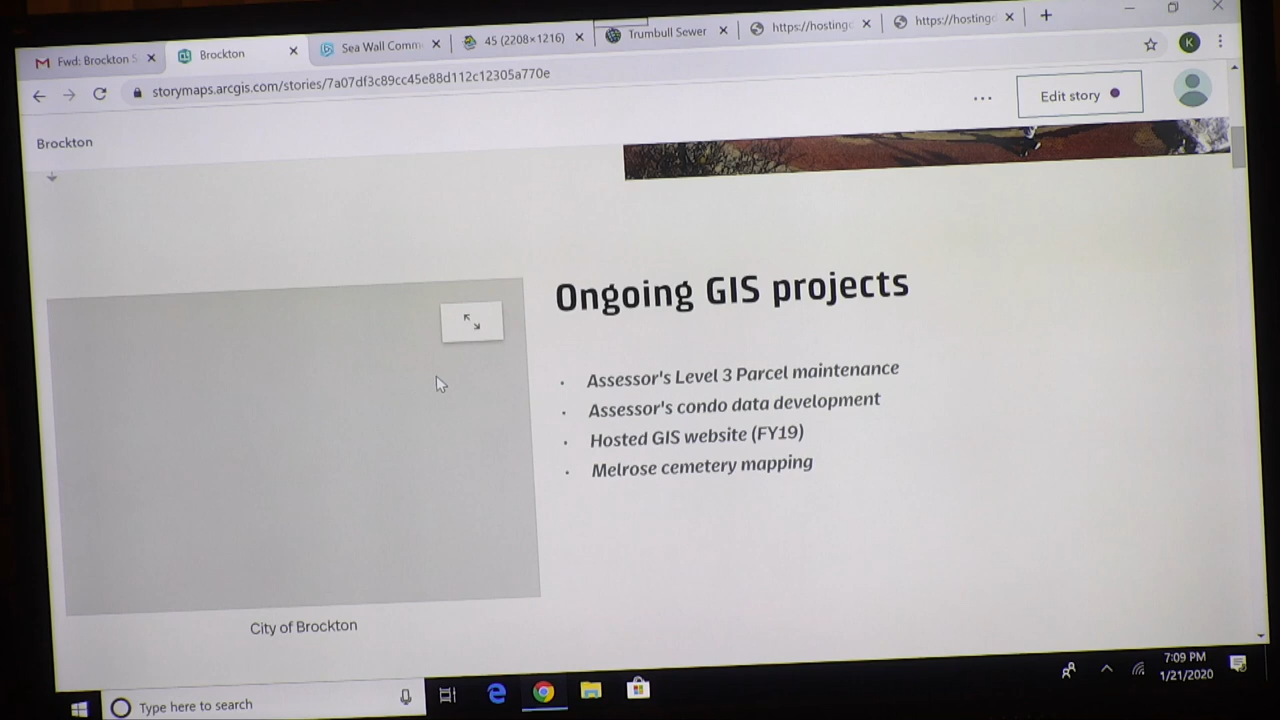 Fwd: Brockton S
Brockton
Sea Wall Comm
45 (2208×1216)
Trumbull Sewer
https://hostingc
https://hostingc
storymaps.arcgis.com/stories/7a07df3c89cc45e88d112c12305a770e
K
Brockton
Edit story
Ongoing GIS projects
· Assessor's Level 3 Parcel maintenance
· Assessor's condo data development
· Hosted GIS website (FY19)
· Melrose cemetery mapping
City of Brockton
Type here to search
7:09 PM
1/21/2020